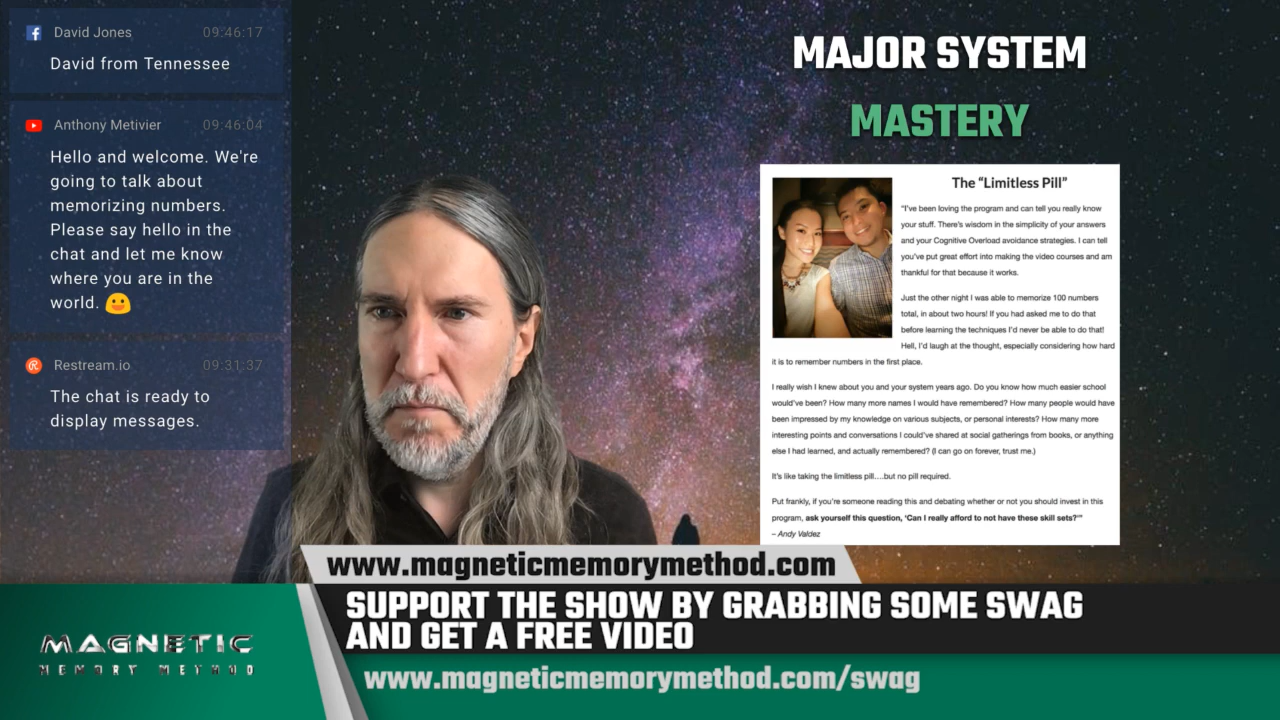 David Jones 09:46:17
David from Tennessee
Anthony Metivier 09:46:04
Hello and welcome. We're
going to talk about
memorizing numbers.
Please say hello in the
chat and let me know
where you are in the
world. 😀
Restream.io 09:31:37
The chat is ready to
display messages.
MAJOR SYSTEM
MASTERY
The “Limitless Pill”
“I've been loving the program and can tell you really know
your stuff. There's wisdom in the simplicity of your answers
and your Cognitive Overload avoidance strategies. I can tell
you've put great effort into making the video courses and am
thankful for that because it works.
Just the other night I was able to memorize 100 numbers
total, in about two hours! If you had asked me to do that
before learning the techniques I'd never be able to do that!
Hell, I'd laugh at the thought, especially considering how hard
it is to remember numbers in the first place.
I really wish I knew about you and your system years ago. Do you know how much easier school
would've been? How many more names I would have remembered? How many people would have
been impressed by my knowledge on various subjects, or personal interests? How many more
interesting points and conversations I could've shared at social gatherings from books, or anything
else I had learned, and actually remembered? (I can go on forever, trust me.)
It's like taking the limitless pill….but no pill required.
Put frankly, if you're someone reading this and debating whether or not you should invest in this
program, ask yourself this question, ‘Can I really afford to not have these skill sets?’”
– Andy Valdez
www.magneticmemorymethod.com
SUPPORT THE SHOW BY GRABBING SOME SWAG
AND GET A FREE VIDEO
www.magneticmemorymethod.com/swag
MAGNETIC
MEMORY METHOD